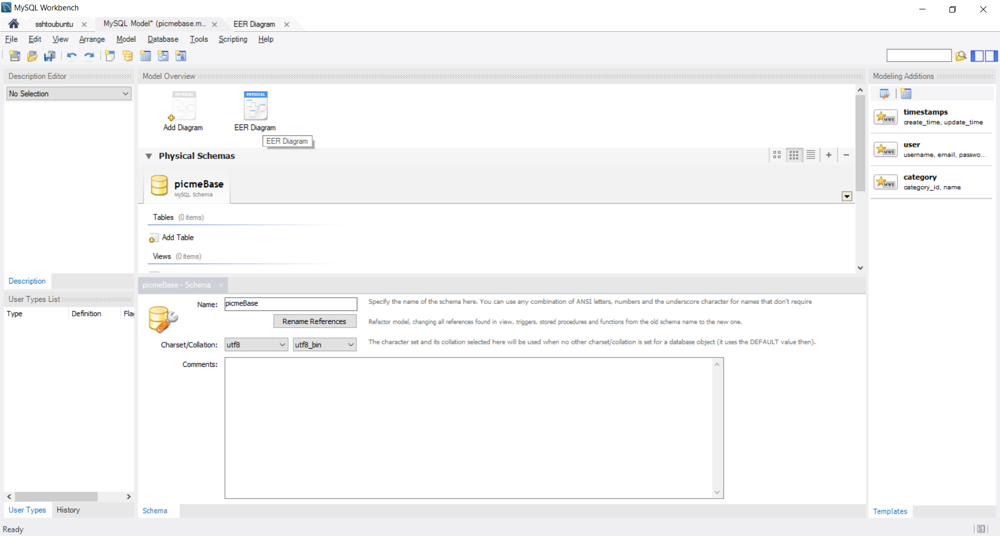 MySQL Workbench
sshtoubuntu
MySQL Model* (picmebase.m...
EER Diagram
File Edit View Arrange Model Database Tools Scripting Help
Description Editor
No Selection
Description
User Types List
Type Definition Flag
User Types History
Model Overview
PHYSICAL
Add Diagram
PHYSICAL
EER Diagram
EER Diagram
Physical Schemas
picmeBase
MySQL Schema
Tables (0 items)
Add Table
Views (0 items)
picmeBase - Schema
Name: picmeBase Specify the name of the schema here. You can use any combination of ANSI letters, numbers and the underscore character for names that don't require
Rename References Refactor model, changing all references found in view, triggers, stored procedures and functions from the old schema name to the new one.
Charset/Collation: utf8 utf8_bin The character set and its collation selected here will be used when no other charset/collation is set for a database object (it uses the DEFAULT value then).
Comments:
Schema
Modeling Additions
MWB
timestamps
create_time, update_time
MWB
user
username, email, passwo...
MWB
category
category_id, name
Templates
Ready